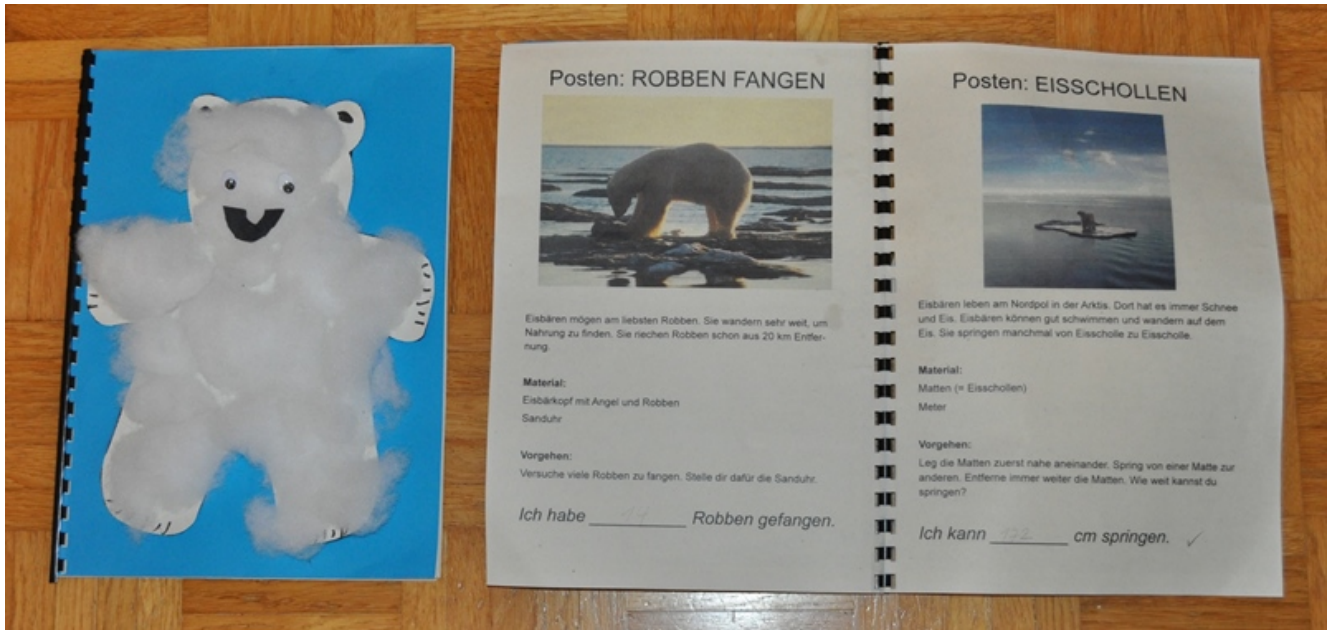 Posten: ROBBEN FANGEN
Eisbären mögen am liebsten Robben. Sie wandern sehr weit, um
Nahrung zu finden. Sie riechen Robben schon aus 20 km Entfer-
nung.
Material:
Eisbärkopf mit Angel und Robben
Sanduhr
Vorgehen:
Versuche viele Robben zu fangen. Stelle dir dafür die Sanduhr.
Ich habe 14 Robben gefangen.
Posten: EISSCHOLLEN
Eisbären leben am Nordpol in der Arktis. Dort hat es immer Schnee
und Eis. Eisbären können gut schwimmen und wandern auf dem
Eis. Sie springen manchmal von Eisscholle zu Eisscholle.
Material:
Matten (= Eisschollen)
Meter
Vorgehen:
Leg die Matten zuerst nahe aneinander. Spring von einer Matte zur
anderen. Entferne immer weiter die Matten. Wie weit kannst du
springen?
Ich kann cm springen.